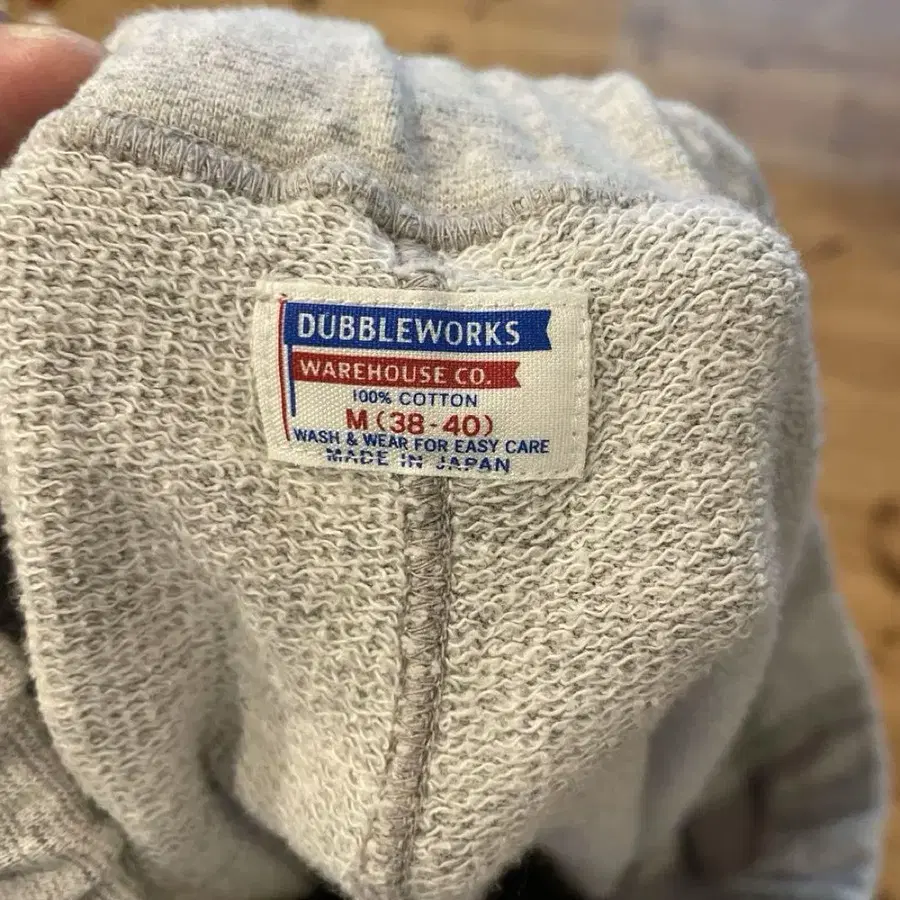 DUBBLEWORKS
WAREHOUSE CO.
100% COTTON
M (38-40)
WASH & WEAR FOR EASY CARE
MADE IN JAPAN